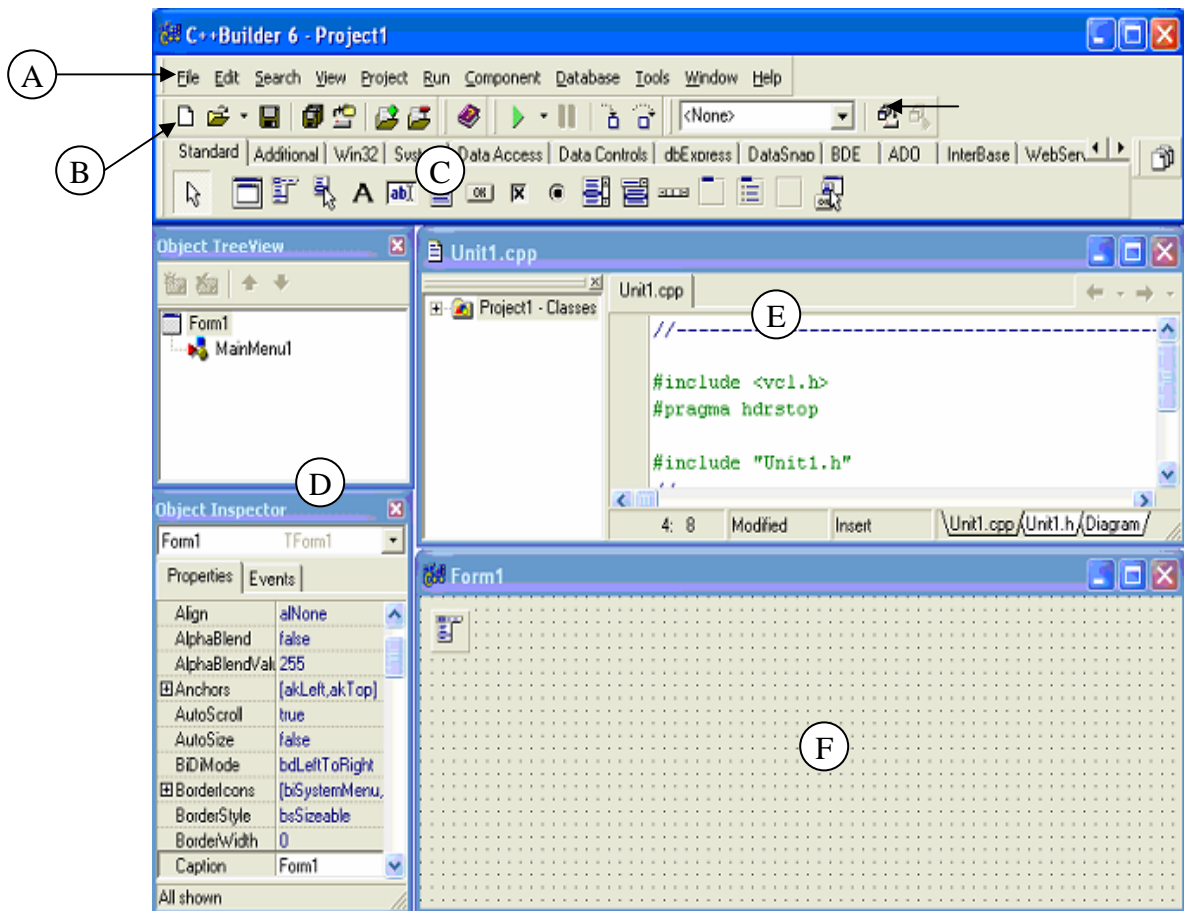 C++Builder 6 - Project1
A
File Edit Search View Project Run Component Database Tools Window Help
<None>
B
Standard Additional Win32 Data Access Data Controls dbExpress DataSnap BDE ADO InterBase
C
A ab OK
Object TreeView
Form1
MainMenu1
Unit1.cpp
Project1 - Classes
Unit1.cpp
E
//
#include <vcl.h>
#pragma hdrstop
#include "Unit1.h"
4: 8 Modified Insert Unit1.cpp Unit1.h Diagram
D
Object Inspector
Form1 TForm1
Properties Events
Align alNone
AlphaBlend false
AlphaBlendValu 255
Anchors [akLeft,akTop]
AutoScroll true
AutoSize false
BiDiMode bdLeftToRight
BorderIcons [biSystemMenu,
BorderStyle bsSizeable
BorderWidth 0
Caption Form1
All shown
Form1
F